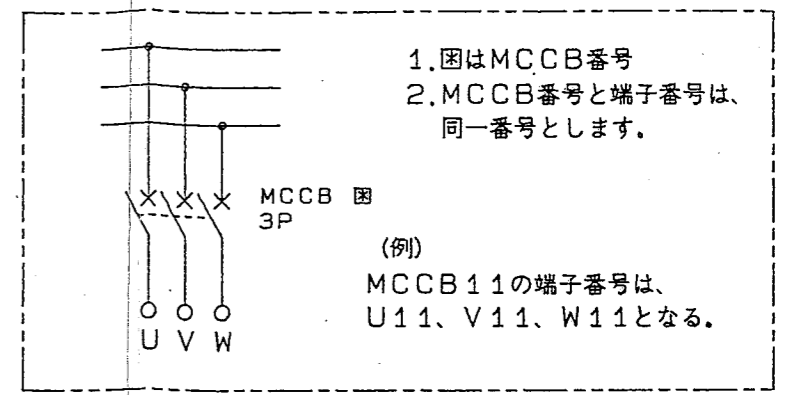 1.困はMCCB番号
2.MCCB番号と端子番号は、
同一番号とします.
MCCB 困
3P
(例)
MCCB11の端子番号は、
U11、V11、W11となる.
U V W